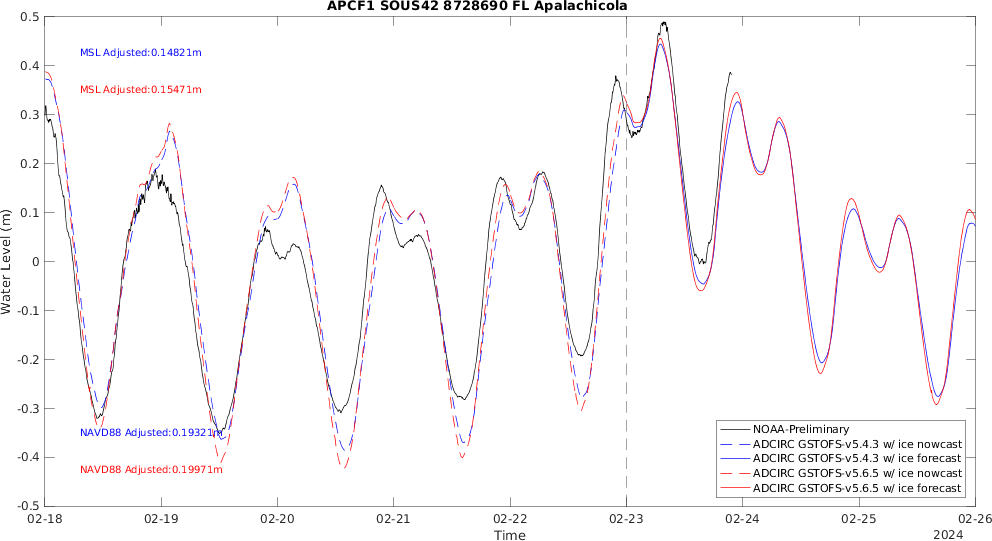 APCF1 SOUS42 8728690 FL Apalachicola
0.5
0.4
0.3
0.2
0.1
0
-0.1
-0.2
-0.3
-0.4
-0.5
Water Level (m)
MSL Adjusted:0.14821m
MSL Adjusted:0.15471m
NAVD88 Adjusted:0.19321m
NAVD88 Adjusted:0.19971m
NOAA-Preliminary
ADCIRC GSTOFS-v5.4.3 w/ ice nowcast
ADCIRC GSTOFS-v5.4.3 w/ ice forecast
ADCIRC GSTOFS-v5.6.5 w/ ice nowcast
ADCIRC GSTOFS-v5.6.5 w/ ice forecast
02-18 02-19 02-20 02-21 02-22 02-23 02-24 02-25 02-26
Time
2024